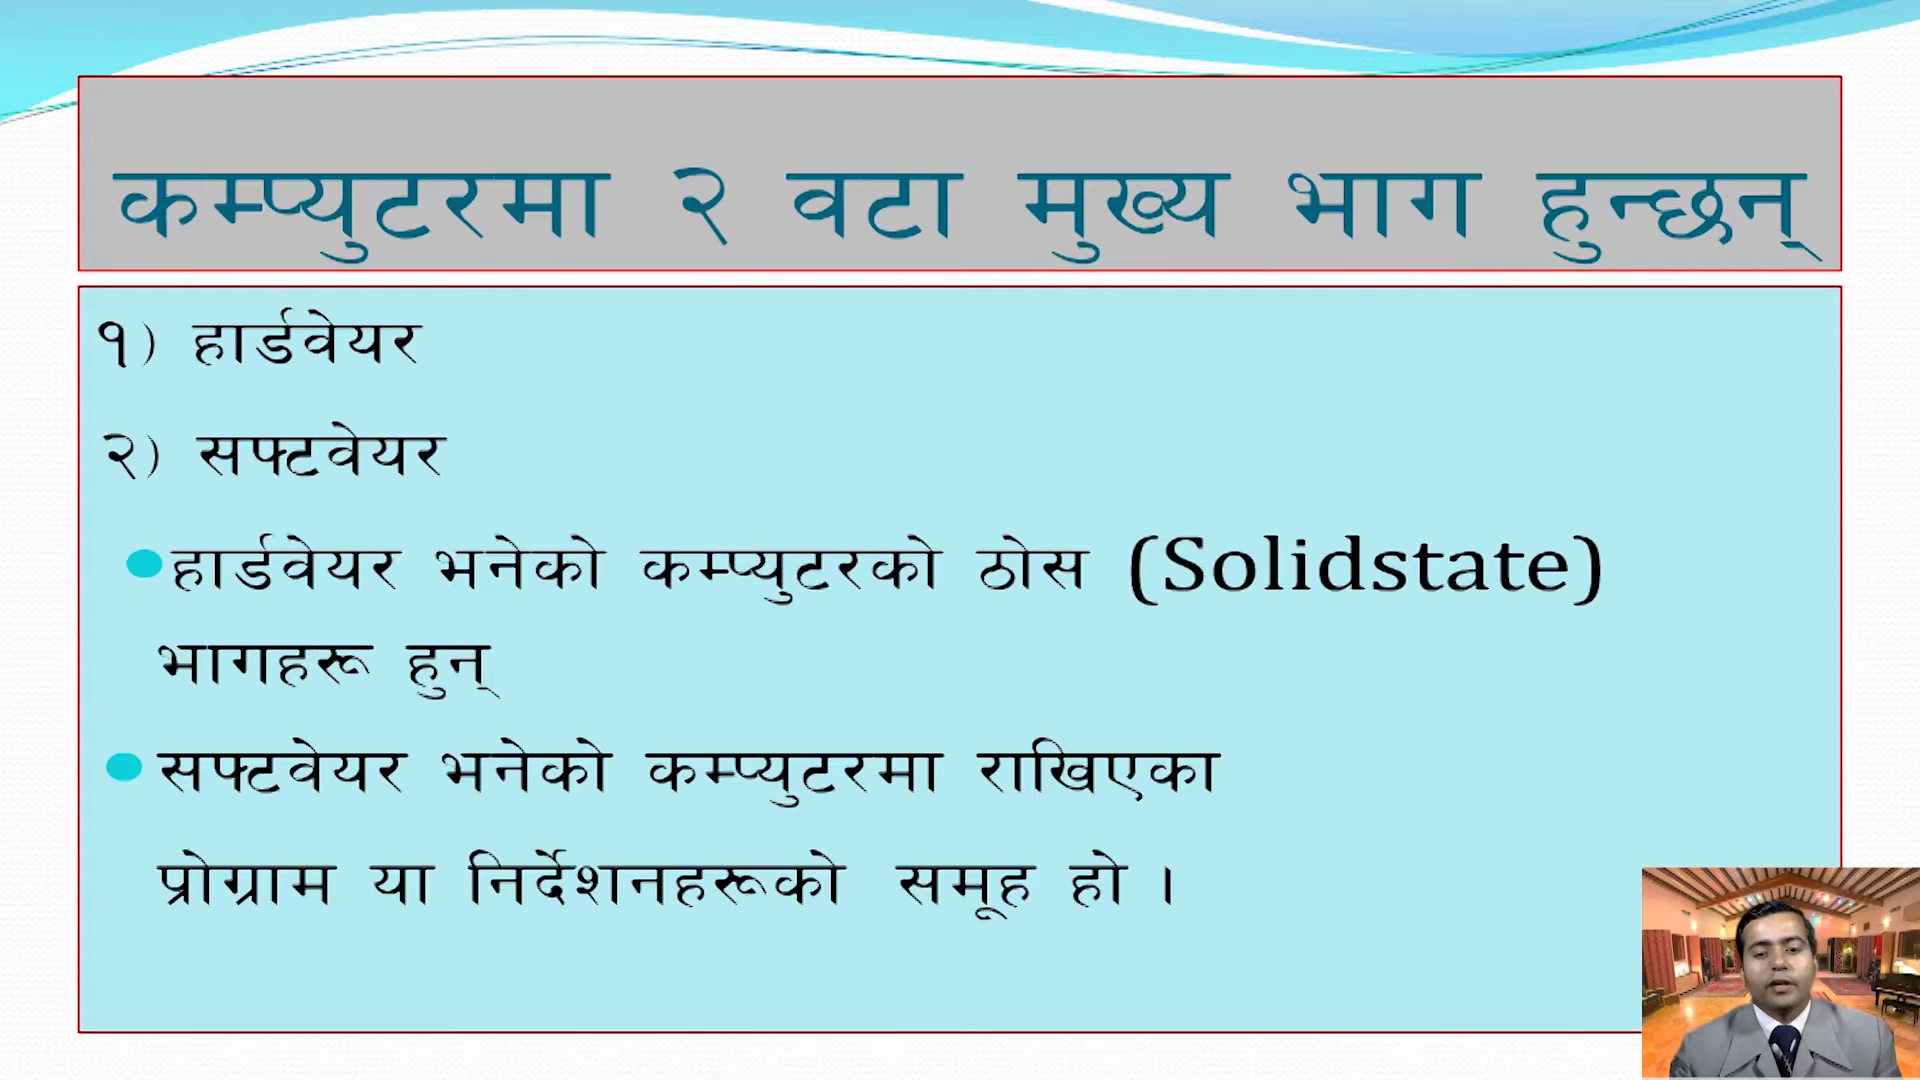 कम्प्युटरमा २ वटा मुख्य भाग हुन्छन्
१) हार्डवेयर
२) सफ्टवेयर
हार्डवेयर भनेको कम्प्युटरको ठोस (Solidstate)
भागहरू हुन्
सफ्टवेयर भनेको कम्प्युटरमा राखिएका
प्रोग्राम या निर्देशनहरूको समूह हो ।